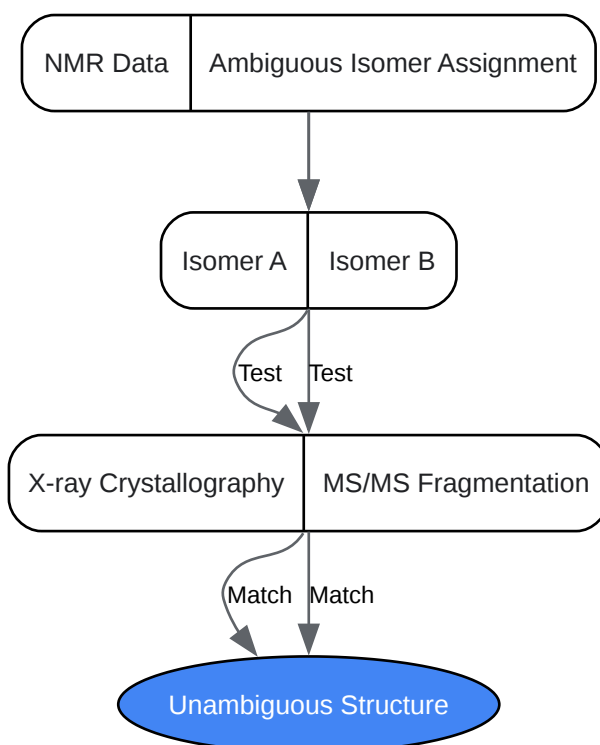 NMR Data
Ambiguous Isomer Assignment
Isomer A
Isomer B
Test
Test
X-ray Crystallography
MS/MS Fragmentation
Match
Match
Unambiguous Structure